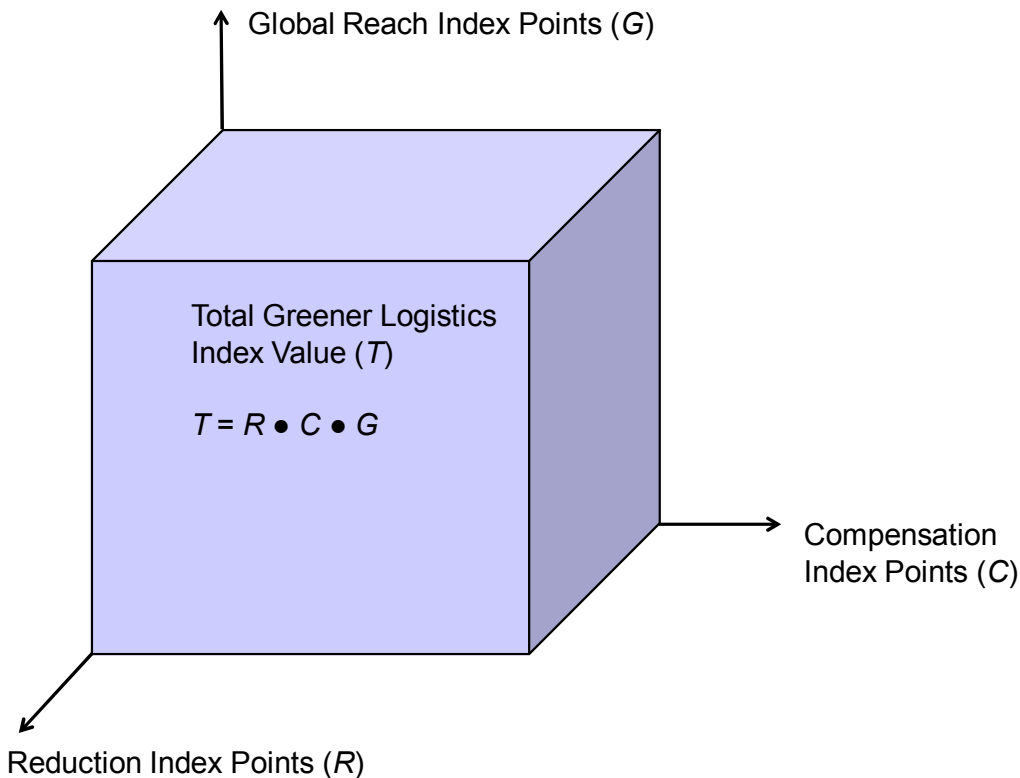 Global Reach Index Points (G)
Total Greener Logistics
Index Value (T)
T = R ● C ● G
Compensation
Index Points (C)
Reduction Index Points (R)